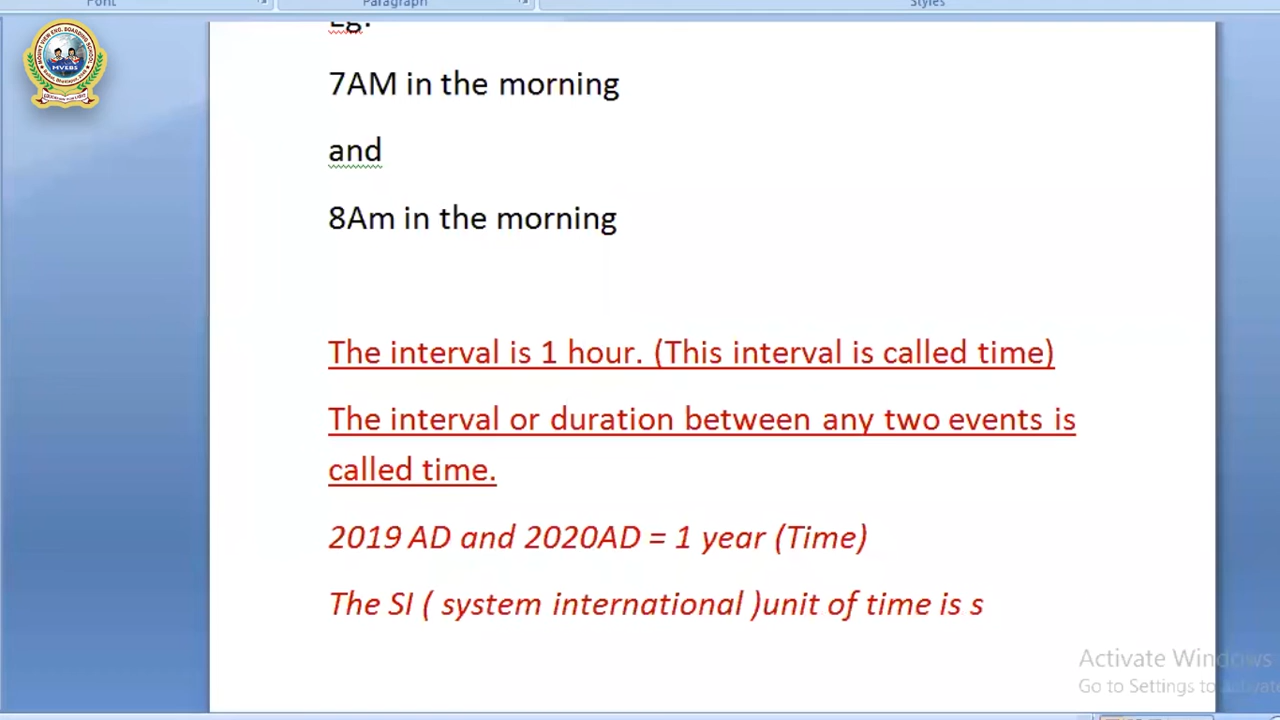 Font
Paragraph
Styles
Eg.
7AM in the morning
and
8Am in the morning
The interval is 1 hour. (This interval is called time)
The interval or duration between any two events is
called time.
2019 AD and 2020AD = 1 year (Time)
The SI ( system international )unit of time is s
Activate Windows
Go to Settings to activate
MVEBS